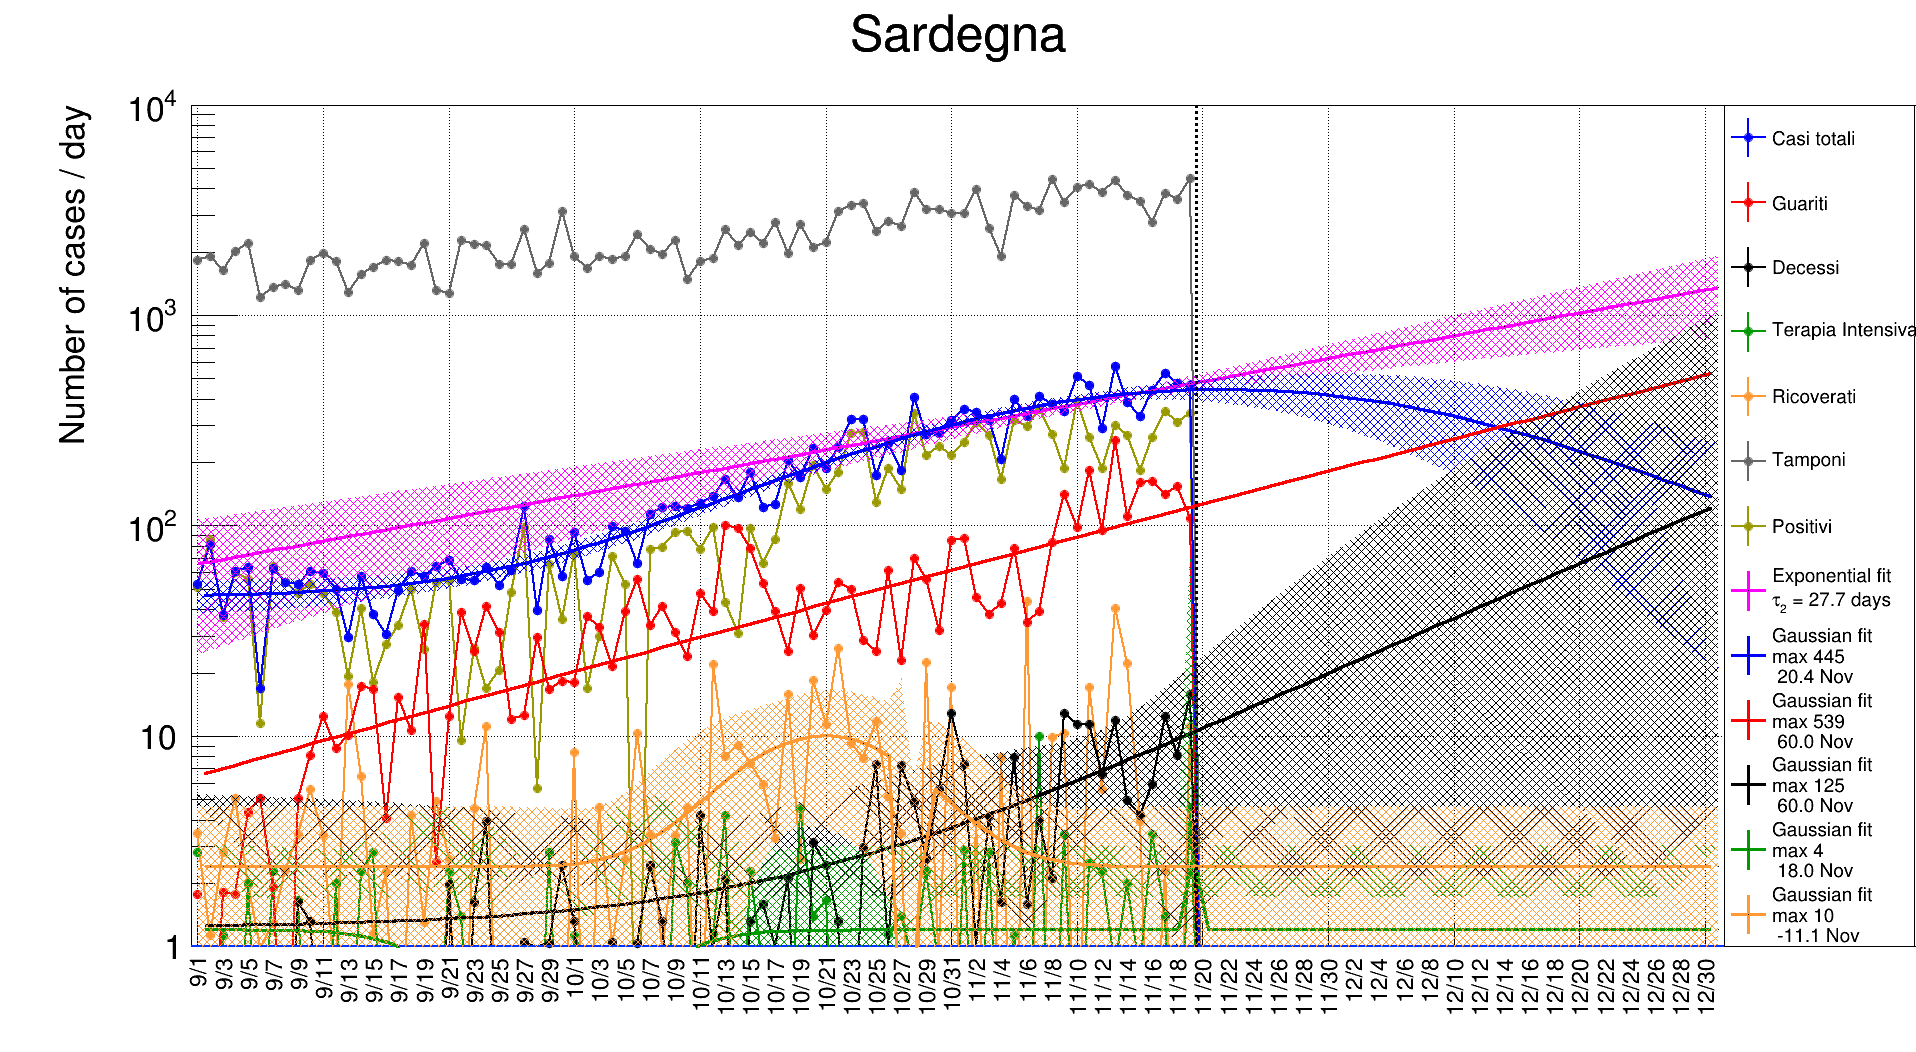 Sardegna
Number of cases / day
10^4
10^3
10^2
10
1
9/1 9/3 9/5 9/7 9/9 9/11 9/13 9/15 9/17 9/19 9/21 9/23 9/25 9/27 9/29 10/1 10/3 10/5 10/7 10/9 10/11 10/13 10/15 10/17 10/19 10/21 10/23 10/25 10/27 10/29 10/31 11/2 11/4 11/6 11/8 11/10 11/12 11/14 11/16 11/18 11/20 11/22 11/24 11/26 11/28 11/30 12/2 12/4 12/6 12/8 12/10 12/12 12/14 12/16 12/18 12/20 12/22 12/24 12/26 12/28 12/30
Casi totali
Guariti
Decessi
Terapia Intensiva
Ricoverati
Tamponi
Positivi
Exponential fit
τ_2 = 27.7 days
Gaussian fit
max 445
20.4 Nov
Gaussian fit
max 539
60.0 Nov
Gaussian fit
max 125
60.0 Nov
Gaussian fit
max 4
18.0 Nov
Gaussian fit
max 10
-11.1 Nov